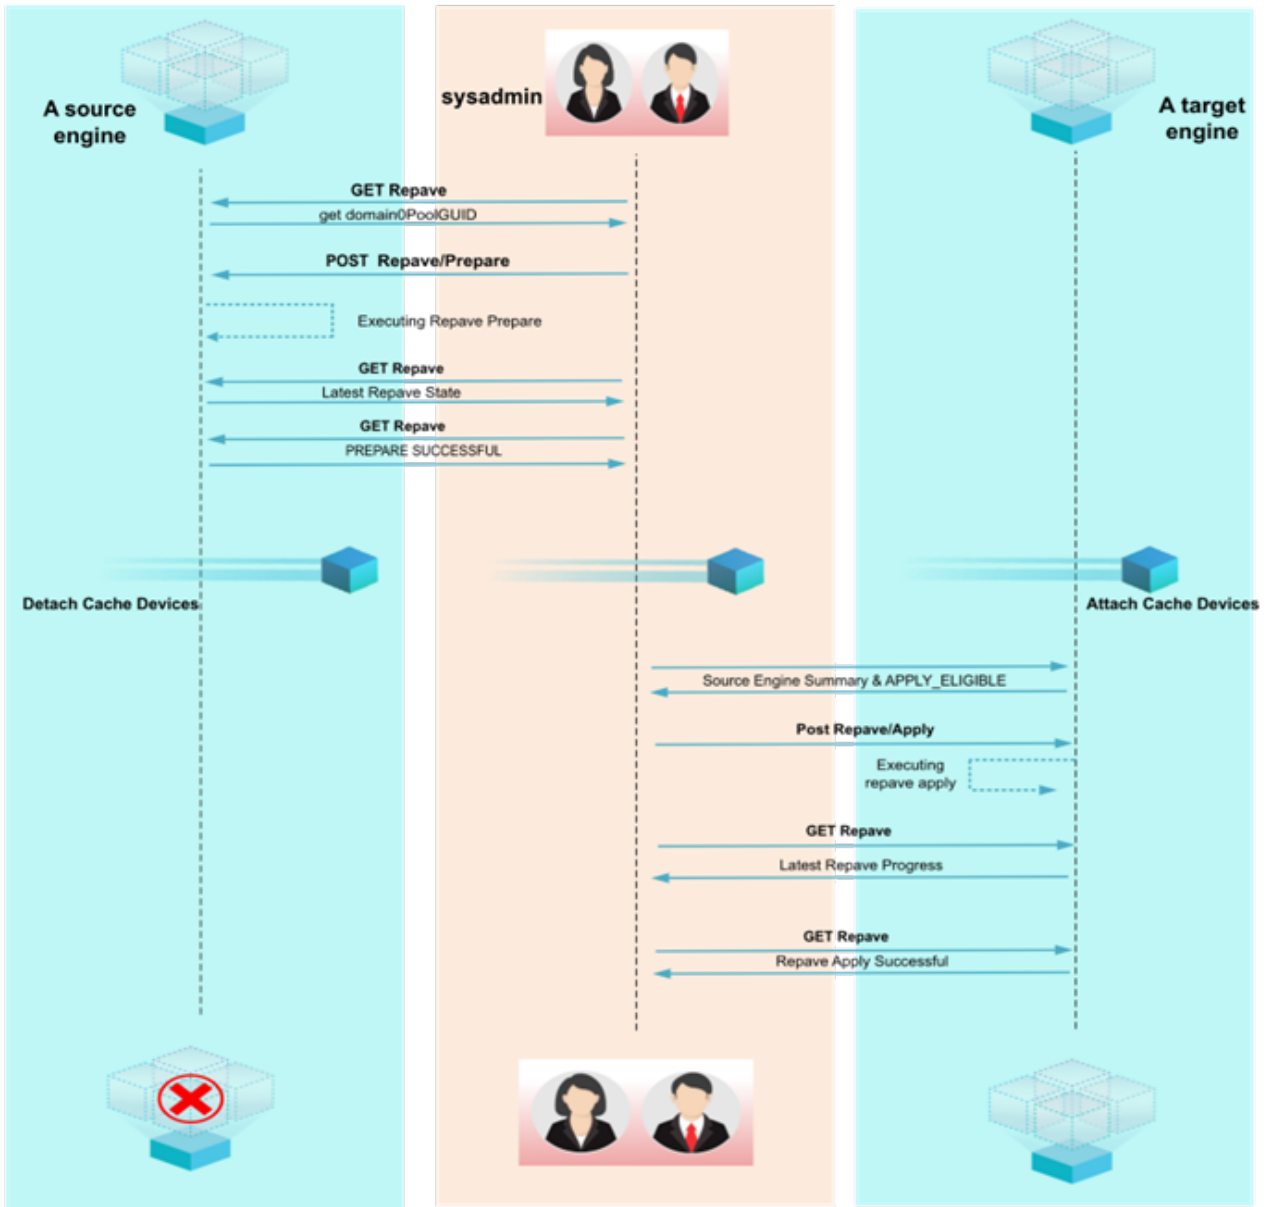 A source
engine
sysadmin
A target
engine
GET Repave
get domain0PoolGUID
POST  Repave/Prepare
Executing Repave Prepare
GET Repave
Latest Repave State
GET Repave
PREPARE SUCCESSFUL
Detach Cache Devices
Attach Cache Devices
Source Engine Summary & APPLY_ELIGIBLE
Post Repave/Apply
Executing
repave apply
GET Repave
Latest Repave Progress
GET Repave
Repave Apply Successful